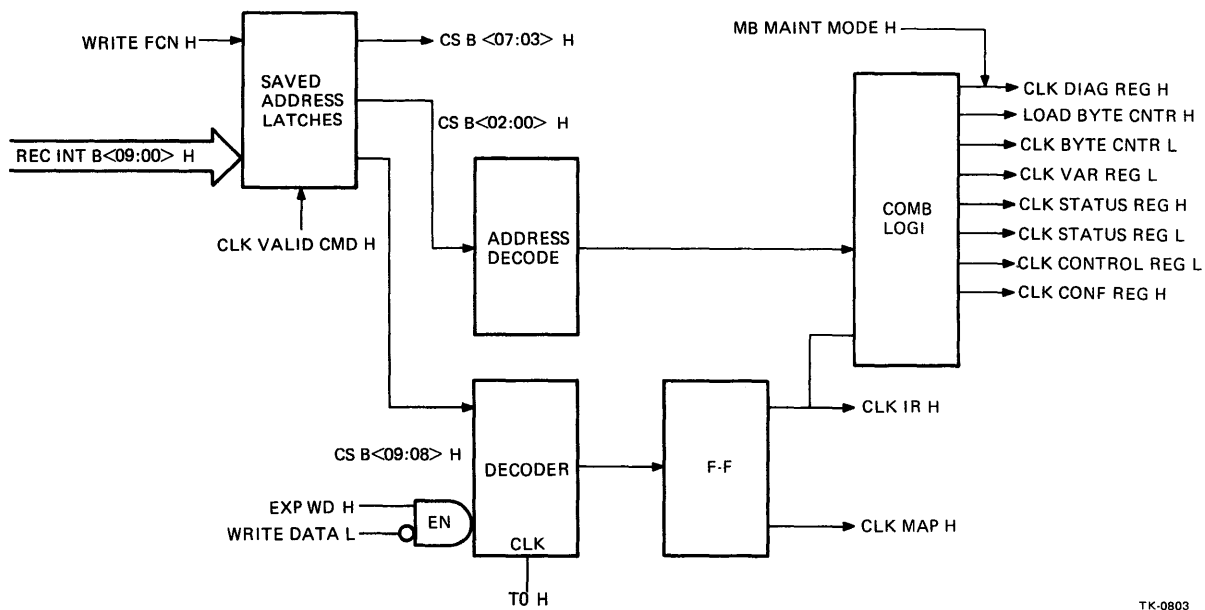 WRITE FCN H
SAVED
ADDRESS
LATCHES
CS B <07:03> H
MB MAINT MODE H
REC INT B<09:00> H
CS B<02:00> H
CLK VALID CMD H
ADDRESS
DECODE
COMB
LOGI
CLK DIAG REG H
LOAD BYTE CNTR H
CLK BYTE CNTR L
CLK VAR REG L
CLK STATUS REG H
CLK STATUS REG L
CLK CONTROL REG L
CLK CONF REG H
CS B<09:08> H
DECODER
F-F
CLK IR H
EXP WD H
WRITE DATA L
EN
CLK
CLK MAP H
T0 H
TK-0803